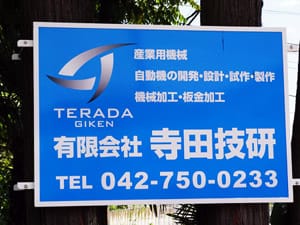 産業用機械
自動機の開発・設計・試作・製作
機械加工・板金加工
TERADA
GIKEN
有限会社 寺田技研
TEL 042-750-0233